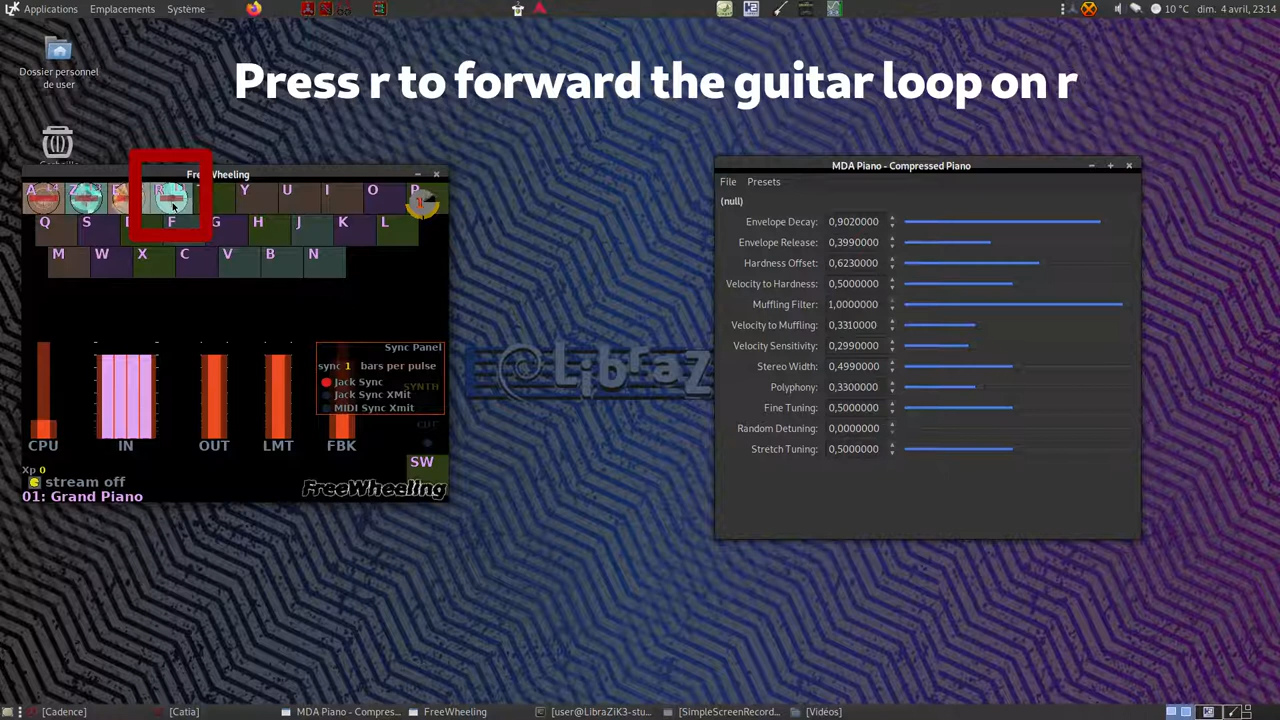 Applications Emplacements Système
10 °C dim. 4 avril, 23:14
Dossier personnel
de user
Press r to forward the guitar loop on r
FreeWheeling
A Z E R Y U I O P
Q S F G H J K L
M W X C V B N
Sync Panel
sync 1 bars per pulse
Jack Sync
Jack Sync XMit
MIDI Sync Xmit
SYNTH
CUT
CPU IN OUT LMT FBK
Xp 0
stream off
01: Grand Piano
SW
FreeWheeling
@LibraZ
MDA Piano - Compressed Piano
File Presets
(null)
Envelope Decay: 0,9020000
Envelope Release: 0,3990000
Hardness Offset: 0,6230000
Velocity to Hardness: 0,5000000
Muffling Filter: 1,0000000
Velocity to Muffling: 0,3310000
Velocity Sensitivity: 0,2990000
Stereo Width: 0,4990000
Polyphony: 0,3300000
Fine Tuning: 0,5000000
Random Detuning: 0,0000000
Stretch Tuning: 0,5000000
[Cadence] [Catia] MDA Piano - Compres... FreeWheeling [user@LibraZiK3-stu... [SimpleScreenRecord... [Vidéos]